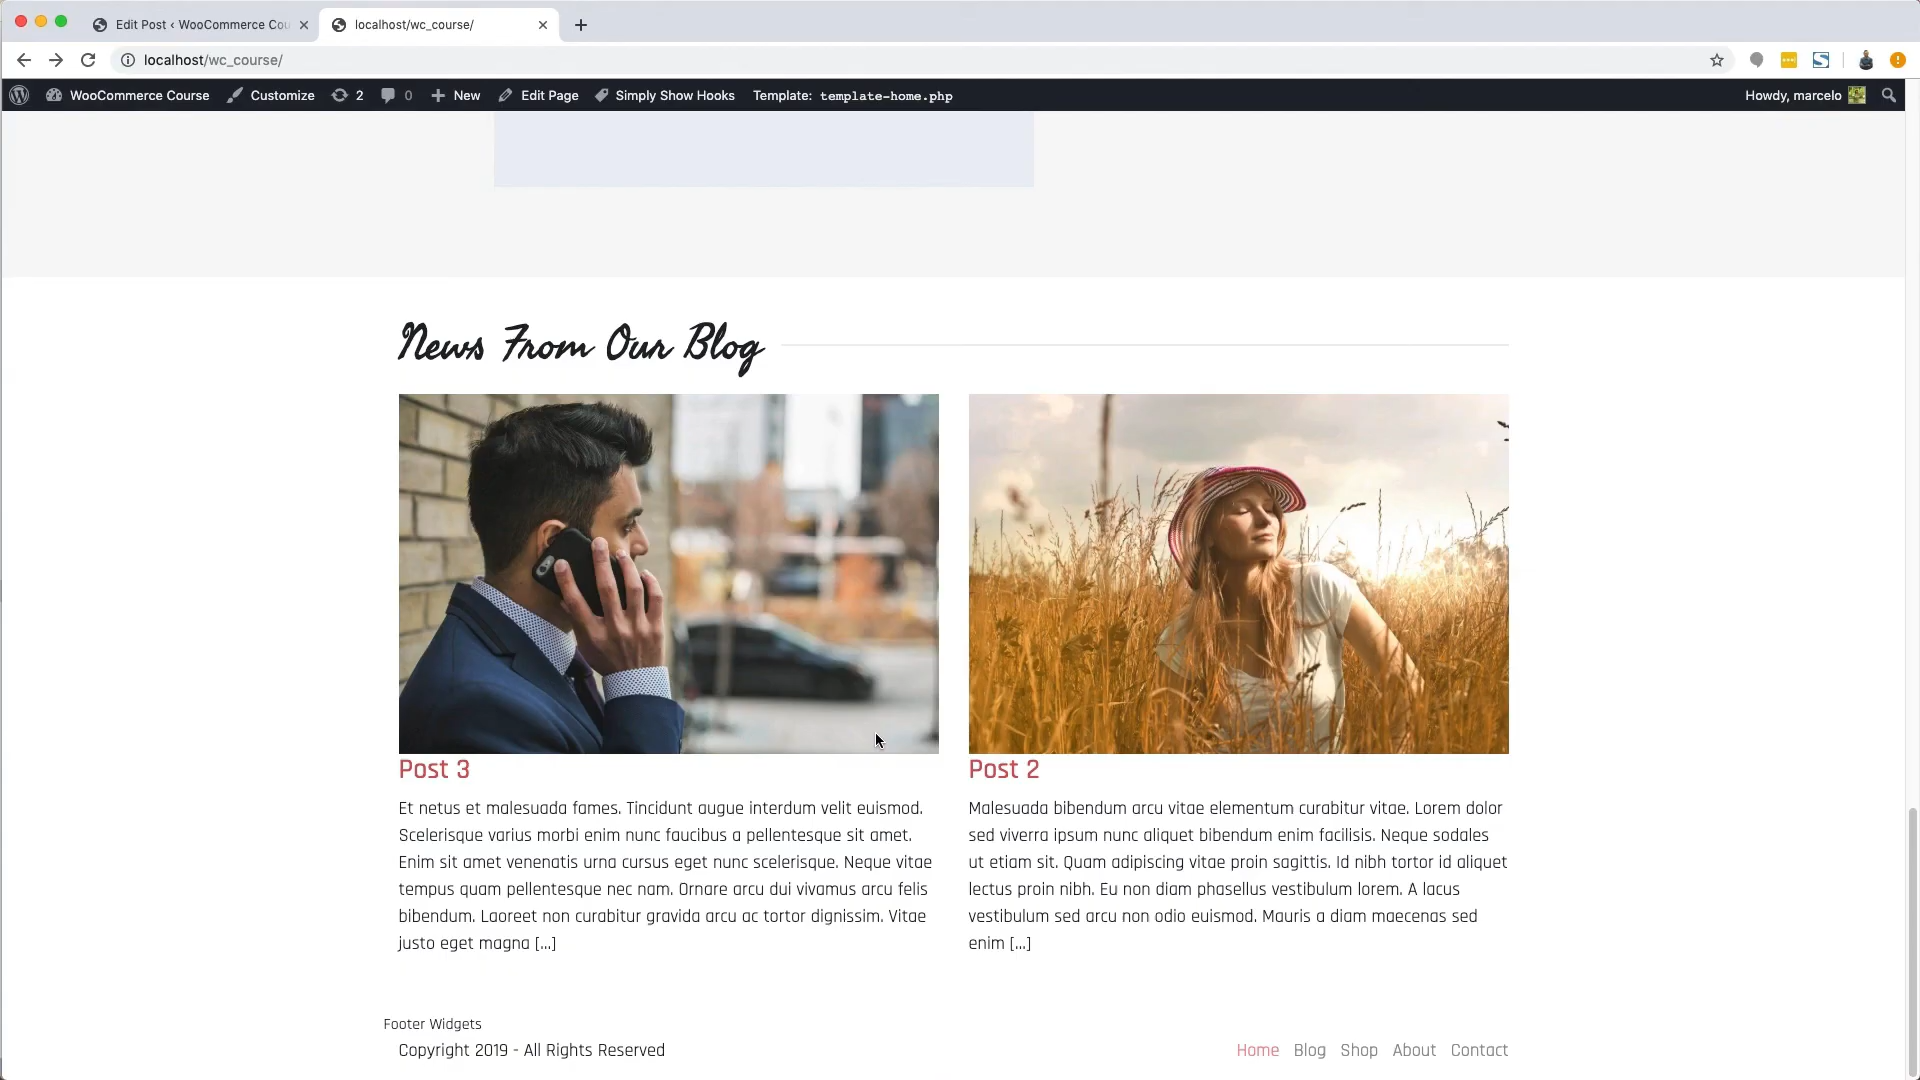 Edit Post ‹ WooCommerce Cou
localhost/wc_course/
localhost/wc_course/
WooCommerce Course
Customize
2
0
New
Edit Page
Simply Show Hooks
Template: template-home.php
Howdy, marcelo
News From Our Blog
Post 3
Et netus et malesuada fames. Tincidunt augue interdum velit euismod.
Scelerisque varius morbi enim nunc faucibus a pellentesque sit amet.
Enim sit amet venenatis urna cursus eget nunc scelerisque. Neque vitae
tempus quam pellentesque nec nam. Ornare arcu dui vivamus arcu felis
bibendum. Laoreet non curabitur gravida arcu ac tortor dignissim. Vitae
justo eget magna [...]
Post 2
Malesuada bibendum arcu vitae elementum curabitur vitae. Lorem dolor
sed viverra ipsum nunc aliquet bibendum enim facilisis. Neque sodales
ut etiam sit. Quam adipiscing vitae proin sagittis. Id nibh tortor id aliquet
lectus proin nibh. Eu non diam phasellus vestibulum lorem. A lacus
vestibulum sed arcu non odio euismod. Mauris a diam maecenas sed
enim [...]
Footer Widgets
Copyright 2019 - All Rights Reserved
Home Blog Shop About Contact